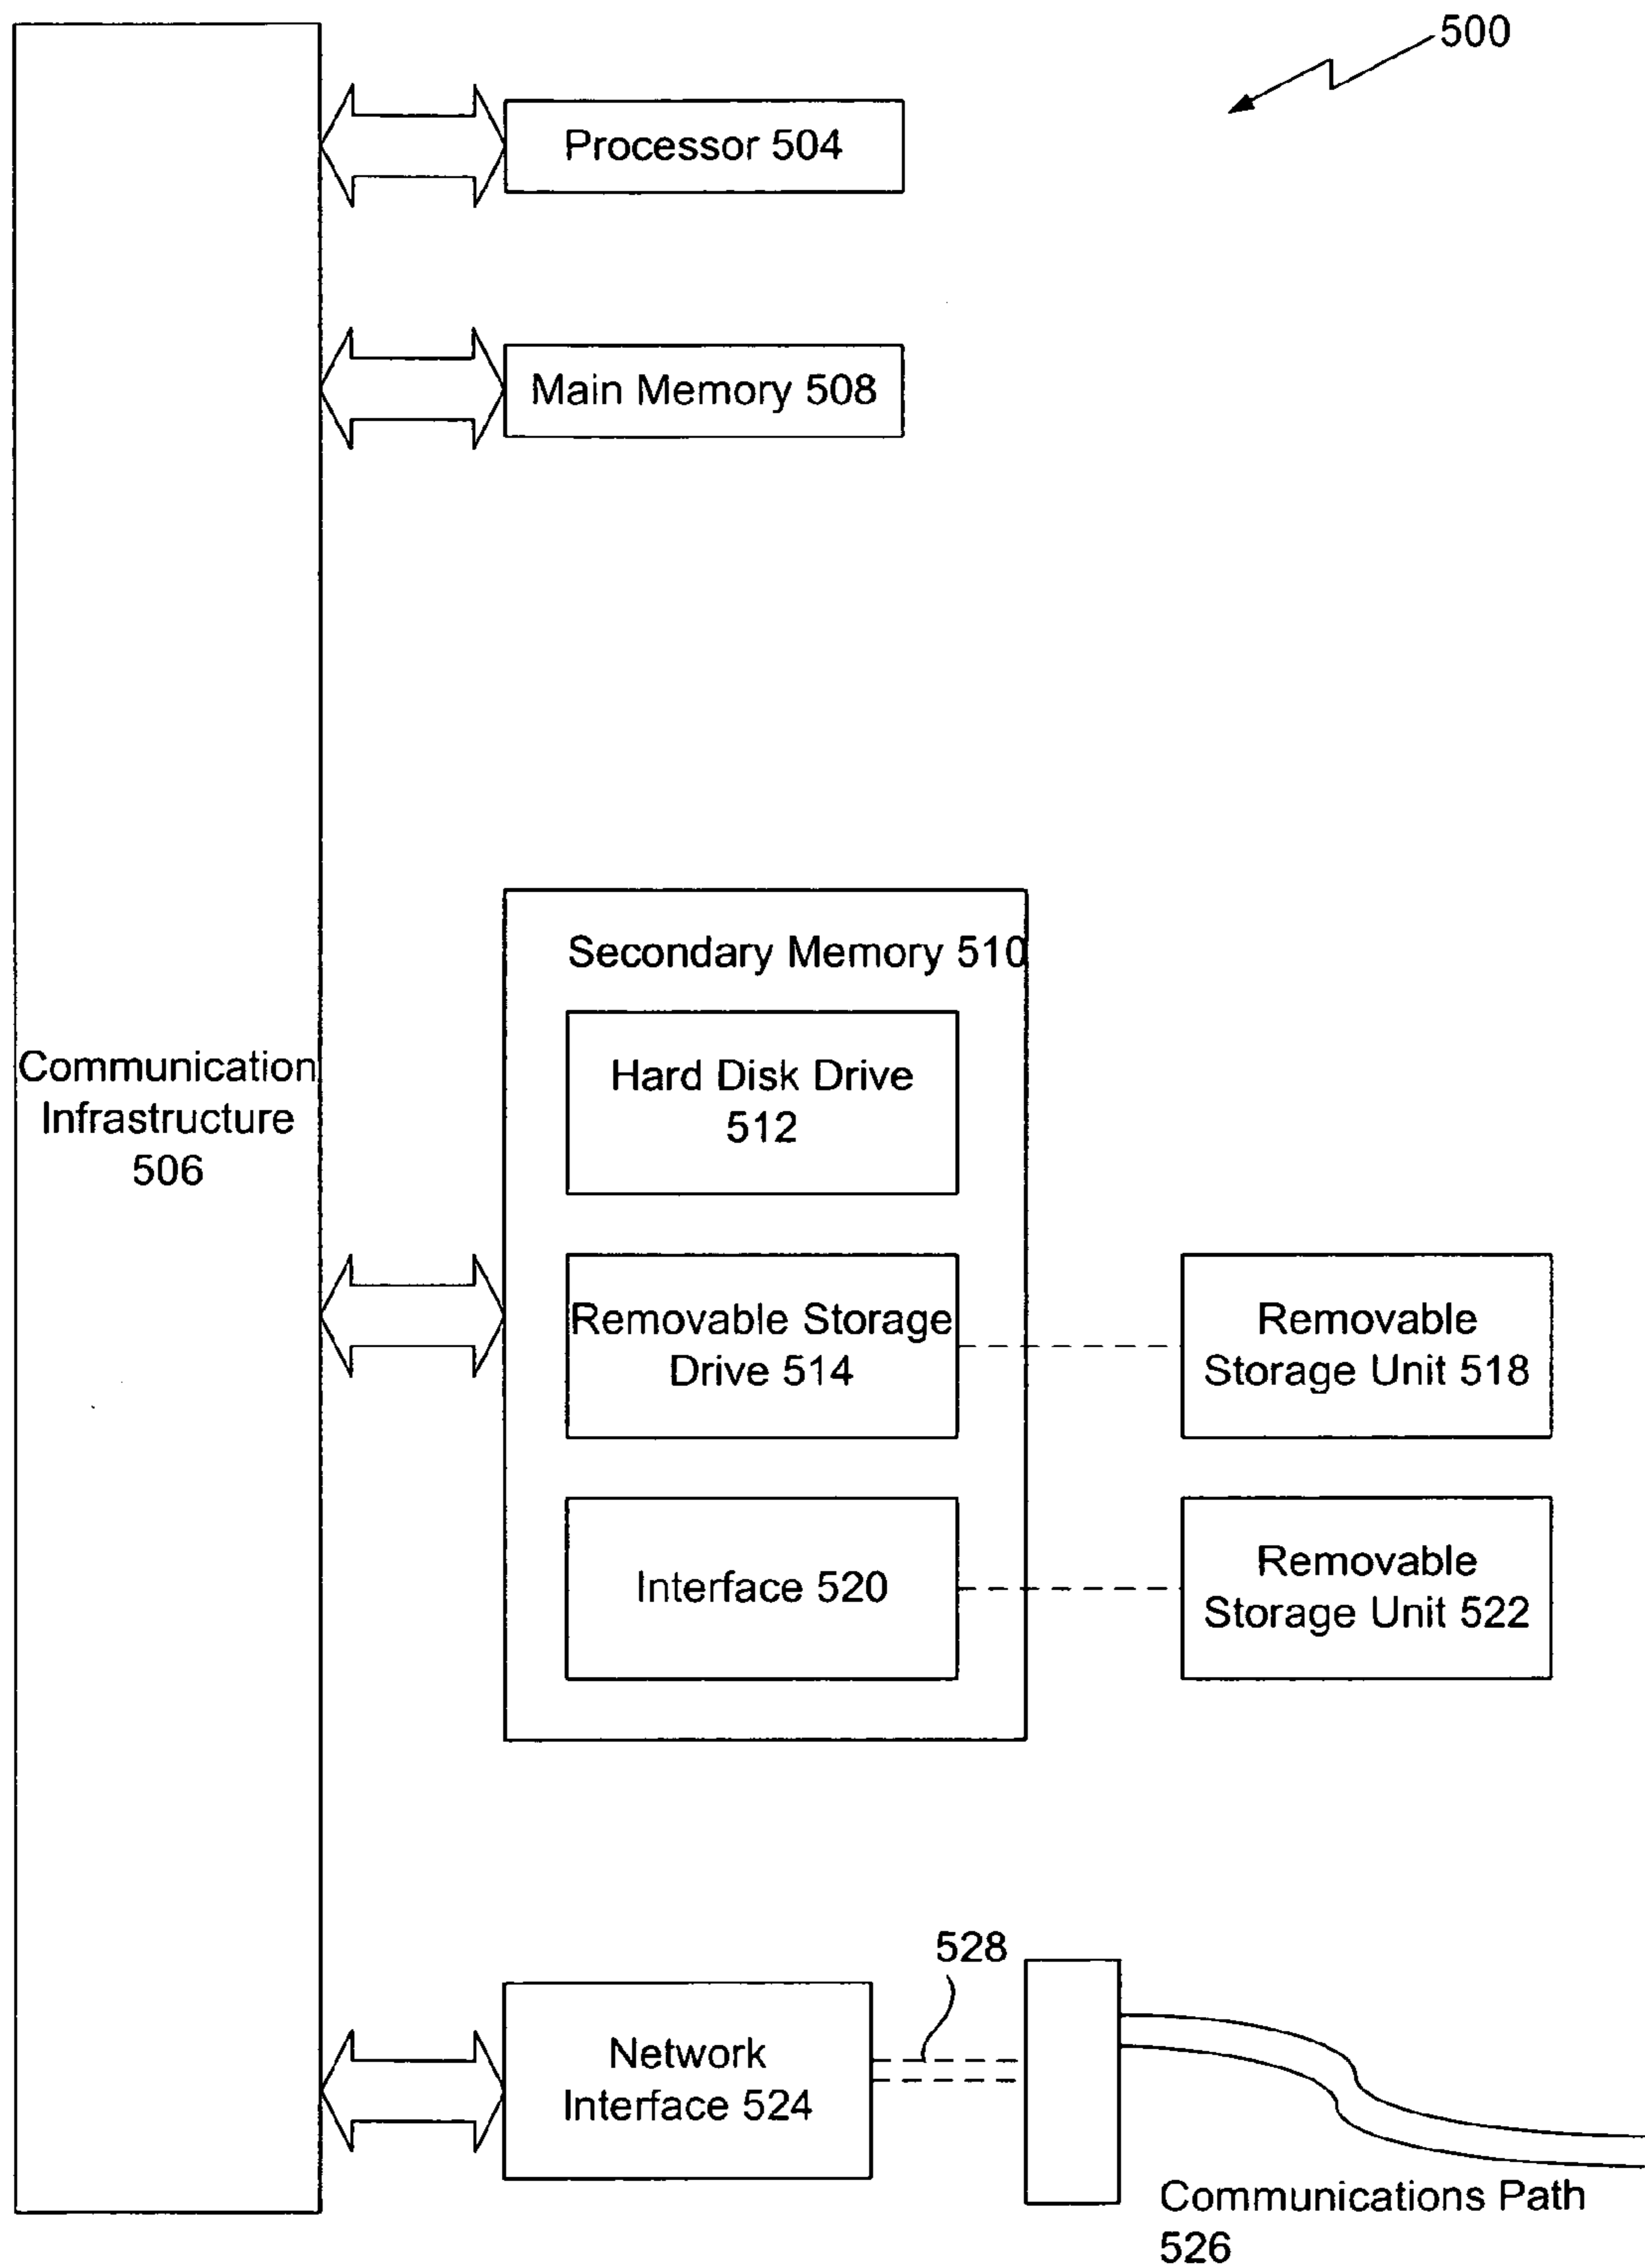 500
Processor 504
Main Memory 508
Secondary Memory 510
Hard Disk Drive
512
Communication
Infrastructure
506
Removable Storage
Drive 514
Removable
Storage Unit 518
Interface 520
Removable
Storage Unit 522
528
Network
Interface 524
Communications Path
526